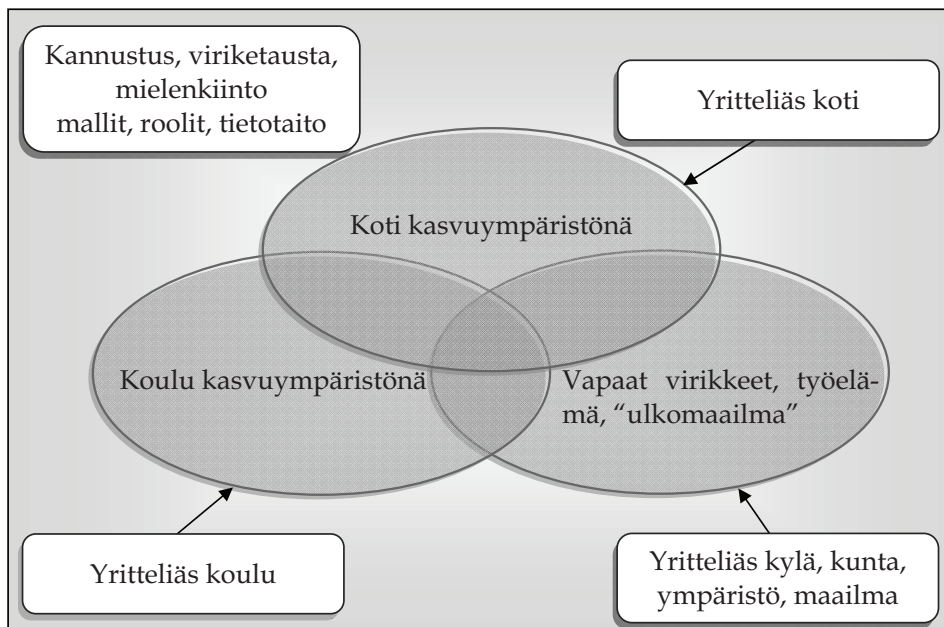 Kannustus, viriketausta,
mielenkiinto
mallit, roolit, tietotaito
Yritteliäs koti
Koti kasvuympäristönä
Koulu kasvuympäristönä
Vapaat virikkeet, työelä-
mä, “ulkomaailma”
Yritteliäs koulu
Yritteliäs kylä, kunta,
ympäristö, maailma